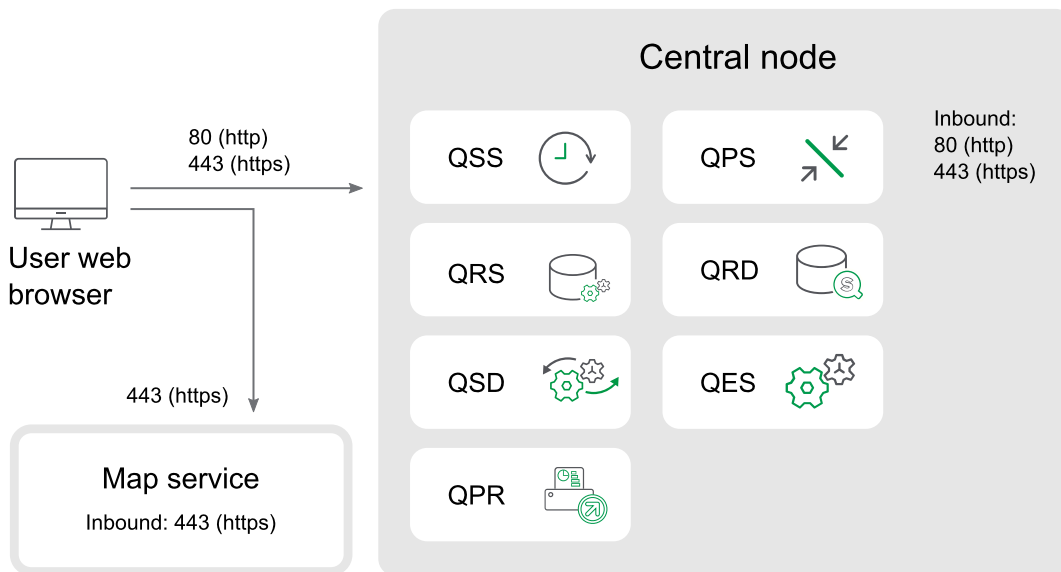 Central node
80 (http)
443 (https)
User web
browser
443 (https)
Map service
Inbound: 443 (https)
QSS
QPS
QRS
QRD
S
QSD
QES
QPR
Inbound:
80 (http)
443 (https)